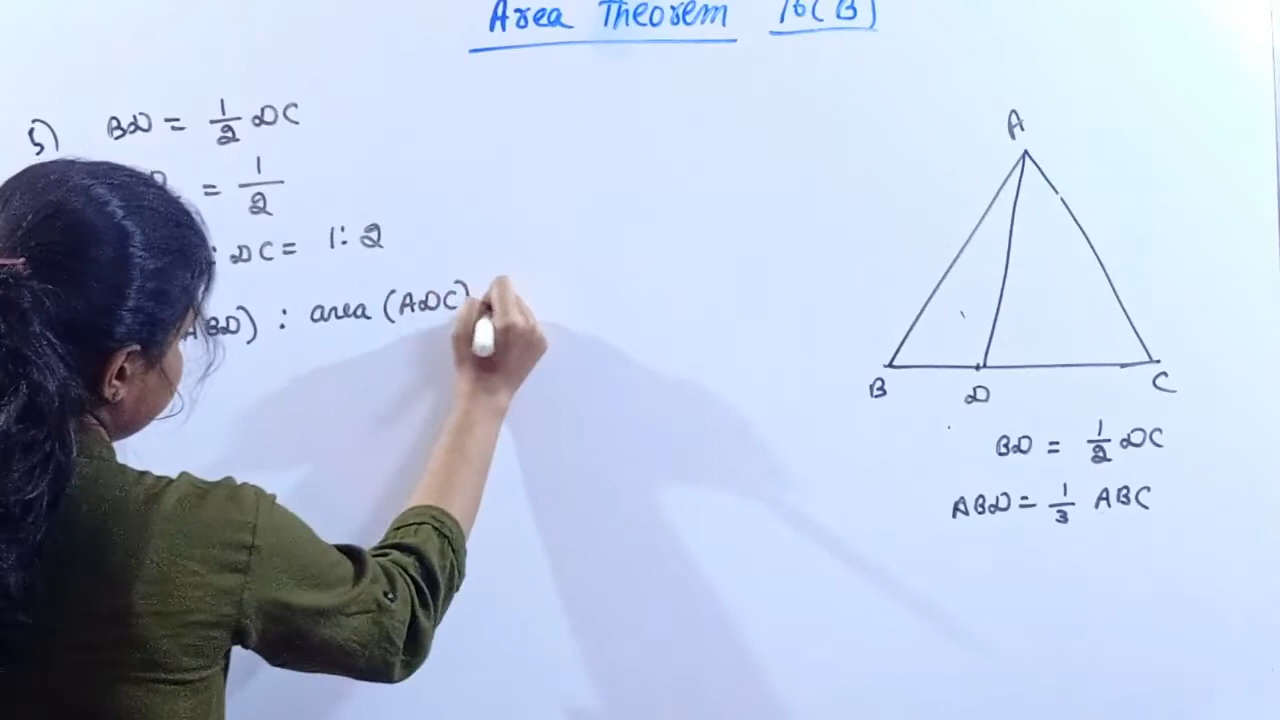 Area Theorem 16(B)
5) BD = 1/2 DC
= 1/2
: DC = 1:2
ABD) : area (ADC)
A
B D C
BD = 1/2 DC
ABD = 1/3 ABC